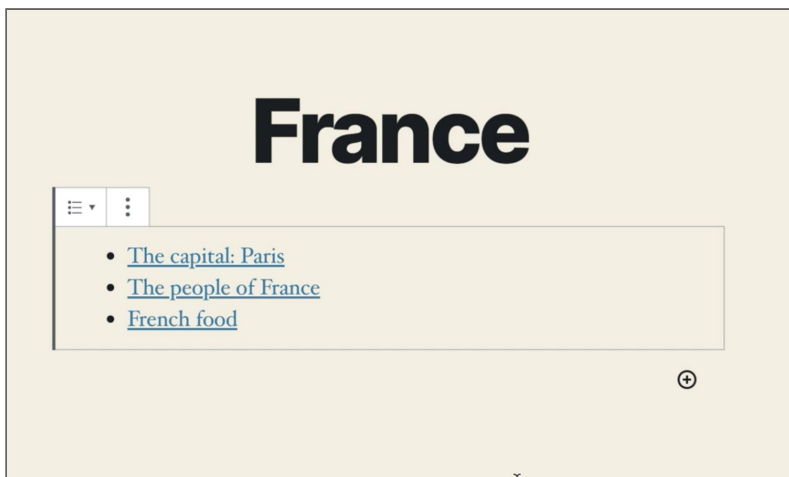 France
The capital: Paris
The people of France
French food